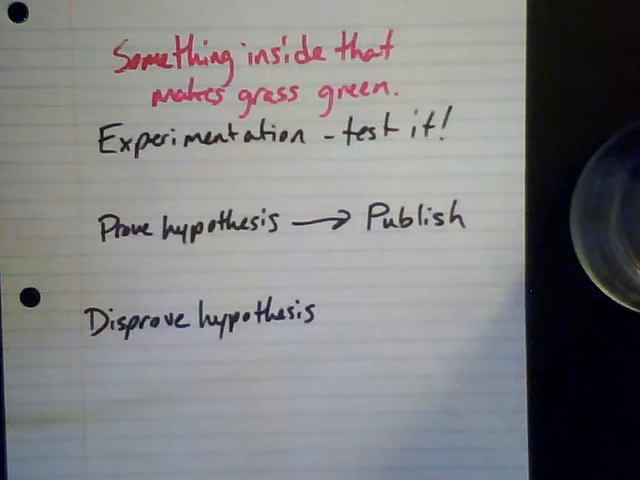 Something inside that
makes grass green.
Experimentation - test it!
Prove hypothesis → Publish
Disprove hypothesis